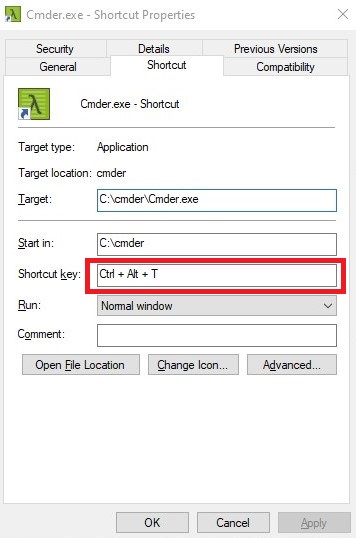 Cmder.exe - Shortcut Properties
Security Details Previous Versions
General Shortcut Compatibility
Cmder.exe - Shortcut
Target type: Application
Target location: cmder
Target: C:\cmder\Cmder.exe
Start in: C:\cmder
Shortcut key: Ctrl + Alt + T
Run: Normal window
Comment:
Open File Location Change Icon... Advanced...
OK Cancel Apply